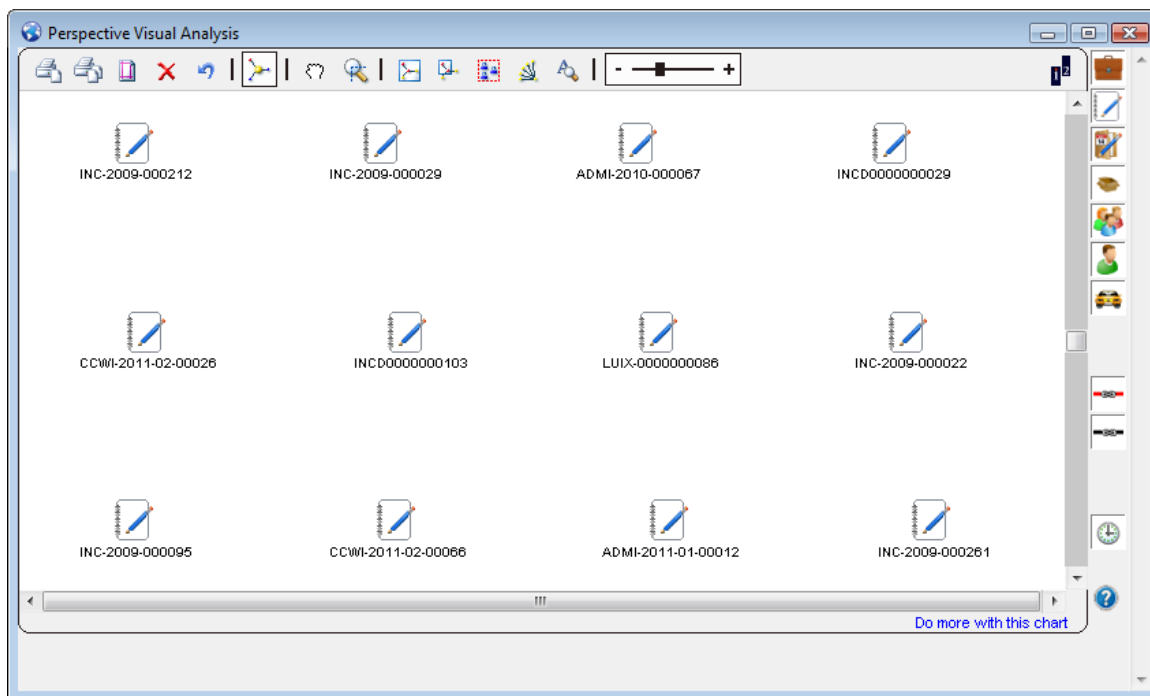 Perspective Visual Analysis
- +
1 2
INC-2009-000212 INC-2009-000029 ADMI-2010-000067 INCD0000000029
CCWI-2011-02-00026 INCD0000000103 LUIX-0000000086 INC-2009-000022
INC-2009-000095 CCWI-2011-02-00066 ADMI-2011-01-00012 INC-2009-000261
Do more with this chart